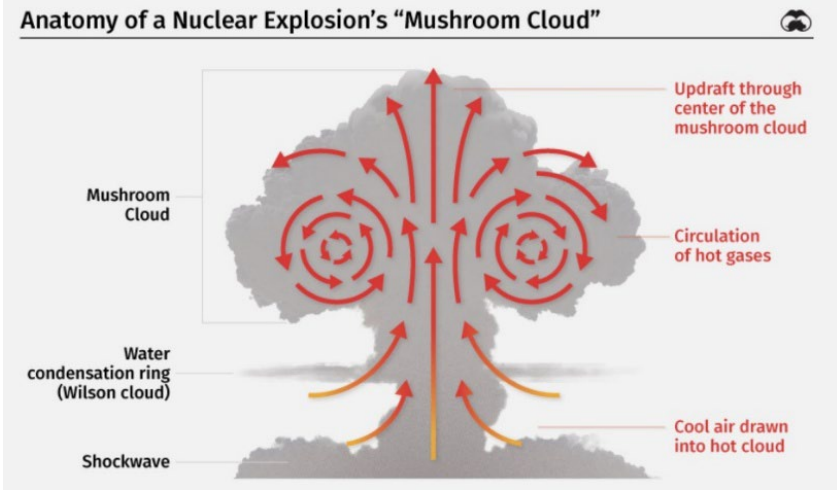 Anatomy of a Nuclear Explosion's “Mushroom Cloud”
Updraft through
center of the
mushroom cloud
Mushroom
Cloud
Circulation
of hot gases
Water
condensation ring
(Wilson cloud)
Cool air drawn
into hot cloud
Shockwave